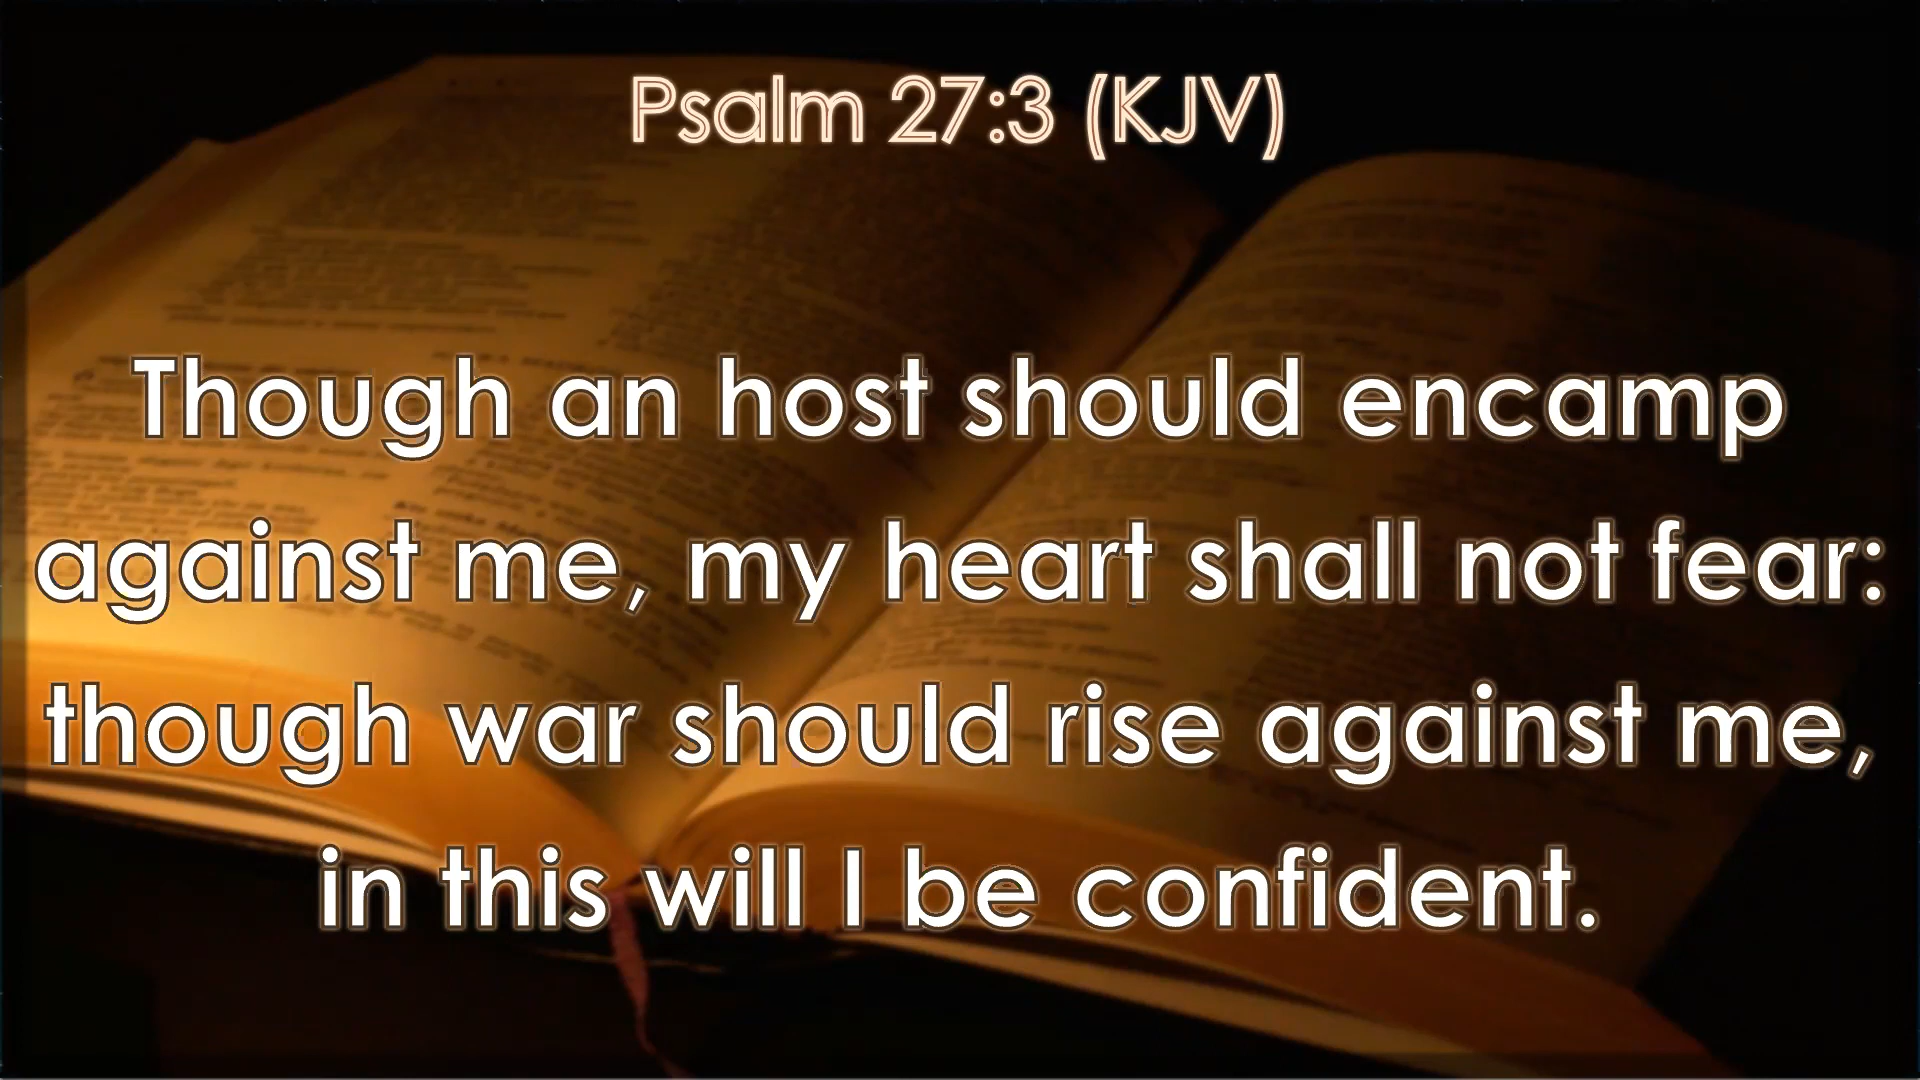 Psalm 27:3 (KJV)
Though an host should encamp
against me, my heart shall not fear:
though war should rise against me,
in this will I be confident.